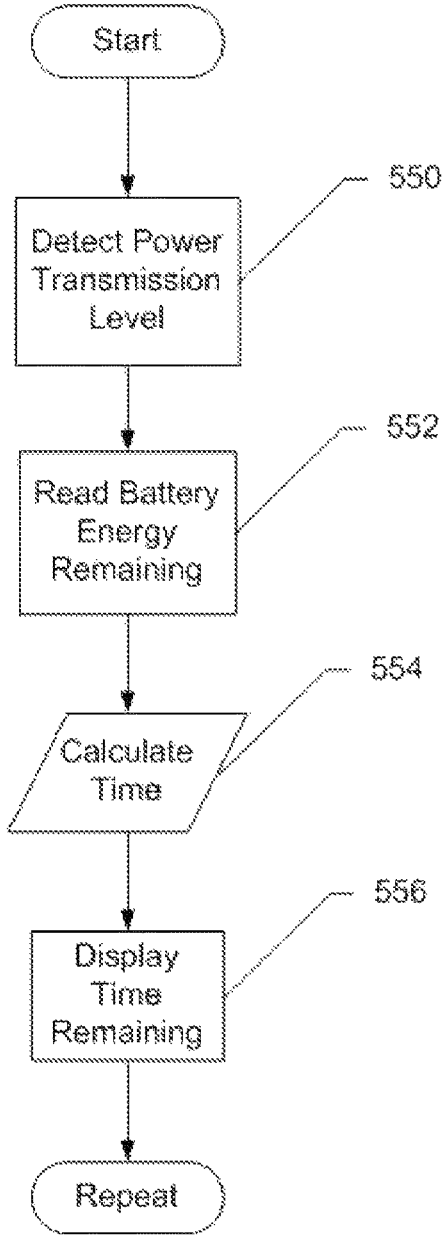 Start
550
Detect Power
Transmission
Level
552
Read Battery
Energy
Remaining
554
Calculate
Time
556
Display
Time
Remaining
Repeat